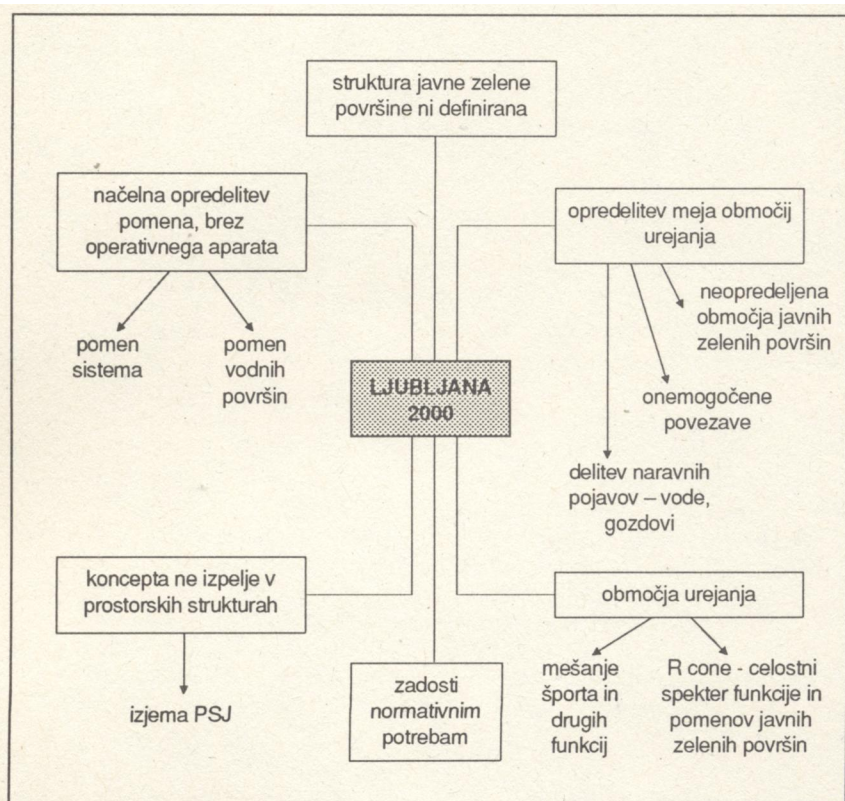 struktura javne zelene
površine ni definirana
načelna opredelitev
pomena, brez
operativnega aparata
pomen
sistema
pomen
vodnih
površin
opredelitev meja območij
urejanja
neopredeljena
območja javnih
zelenih površin
onemogočene
povezave
delitev naravnih
pojavov – vode,
gozdovi
LJUBLJANA
2000
koncepta ne izpelje v
prostorskih strukturah
izjema PSJ
zadosti
normativnim
potrebam
območja urejanja
mešanje
športa in
drugih
funkcij
R cone - celostni
spekter funkcije in
pomenov javnih
zelenih površin